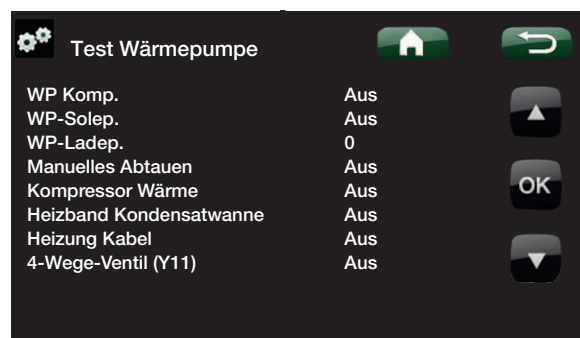 Test Wärmepumpe
WP Komp. Aus
WP-Solep. Aus
WP-Ladep. 0
Manuelles Abtauen Aus
Kompressor Wärme Aus
Heizband Kondensatwanne Aus
Heizung Kabel Aus
4-Wege-Ventil (Y11) Aus
OK